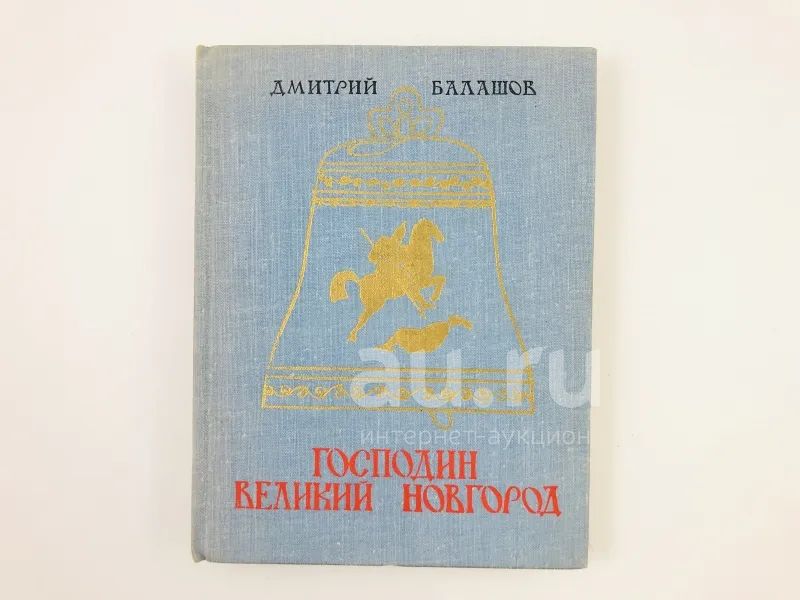 ДМИТРИЙ БАЛАШОВ
au.ru
интернет-аукцион
ГОСПОДИН
ВЕЛИКИЙ НОВГОРОД